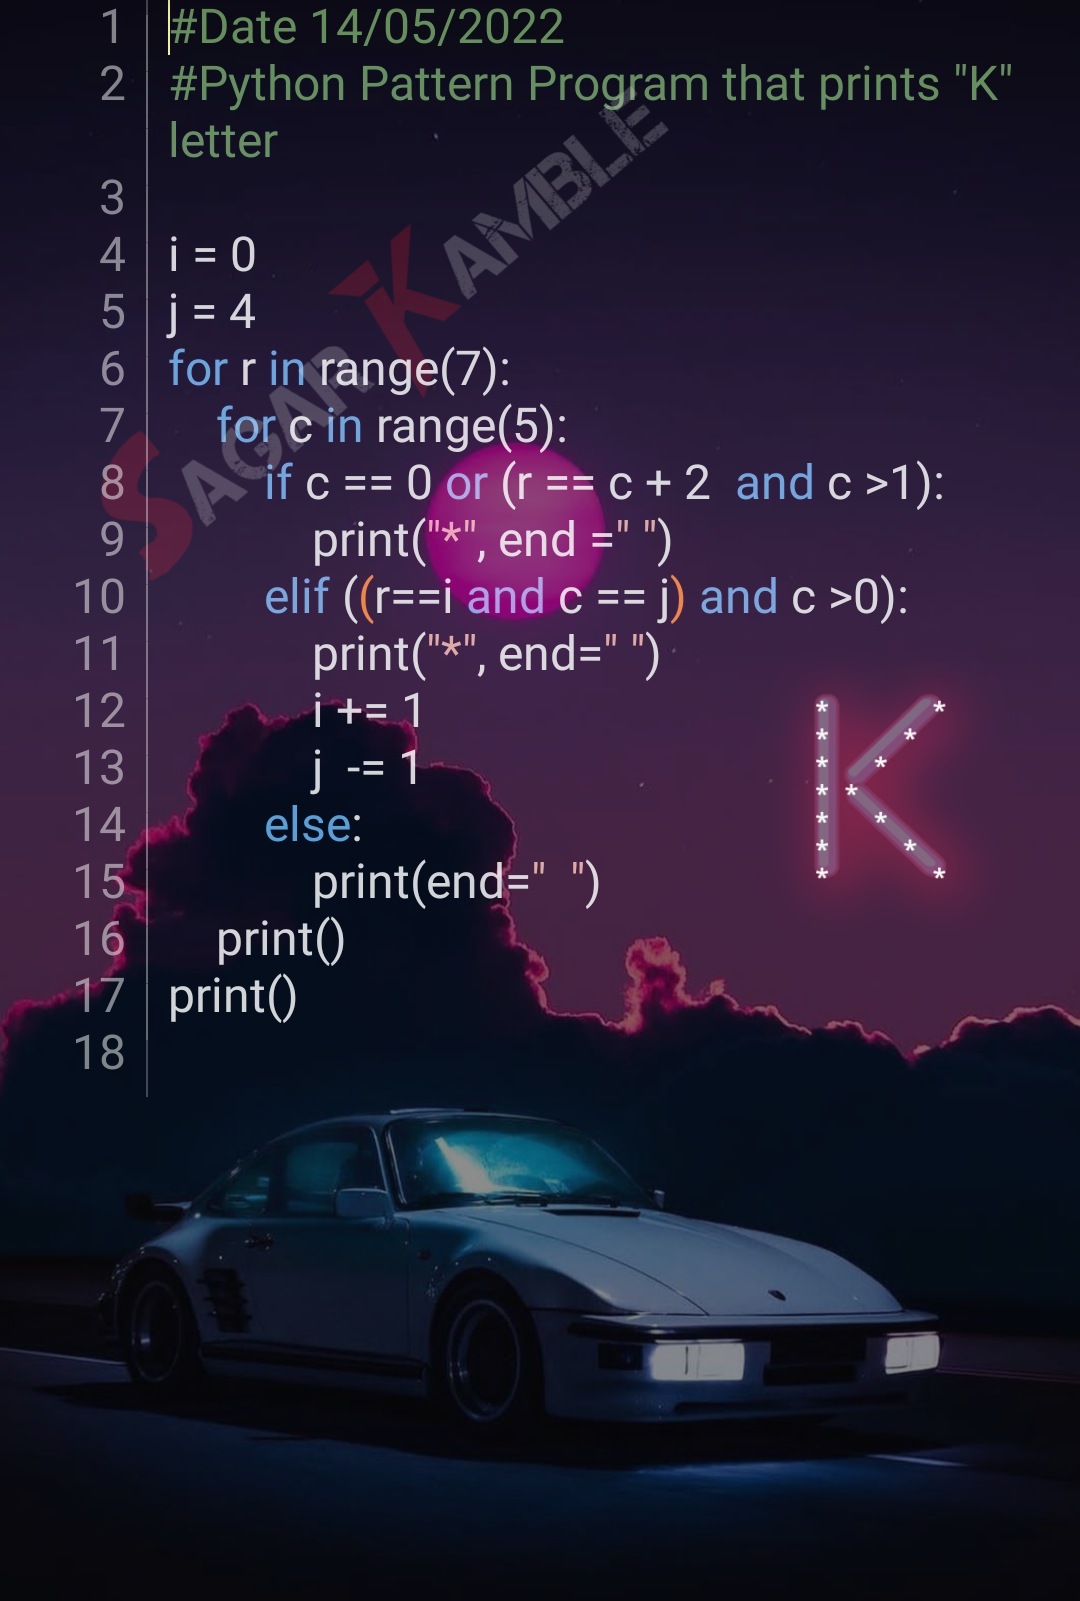 1 #Date 14/05/2022
2 #Python Pattern Program that prints "K"
letter
3
4 i = 0
5 j = 4
6 for r in range(7):
7     for c in range(5):
8         if c == 0 or (r == c + 2  and c >1):
9             print("*", end =" ")
10         elif ((r==i and c == j) and c >0):
11             print("*", end=" ")
12             i += 1
13             j  -= 1
14         else:
15             print(end="  ")
16     print()
17 print()
18
SAGAR KAMBLE
*       *
*     *
*   *
* *
*   *
*     *
*       *